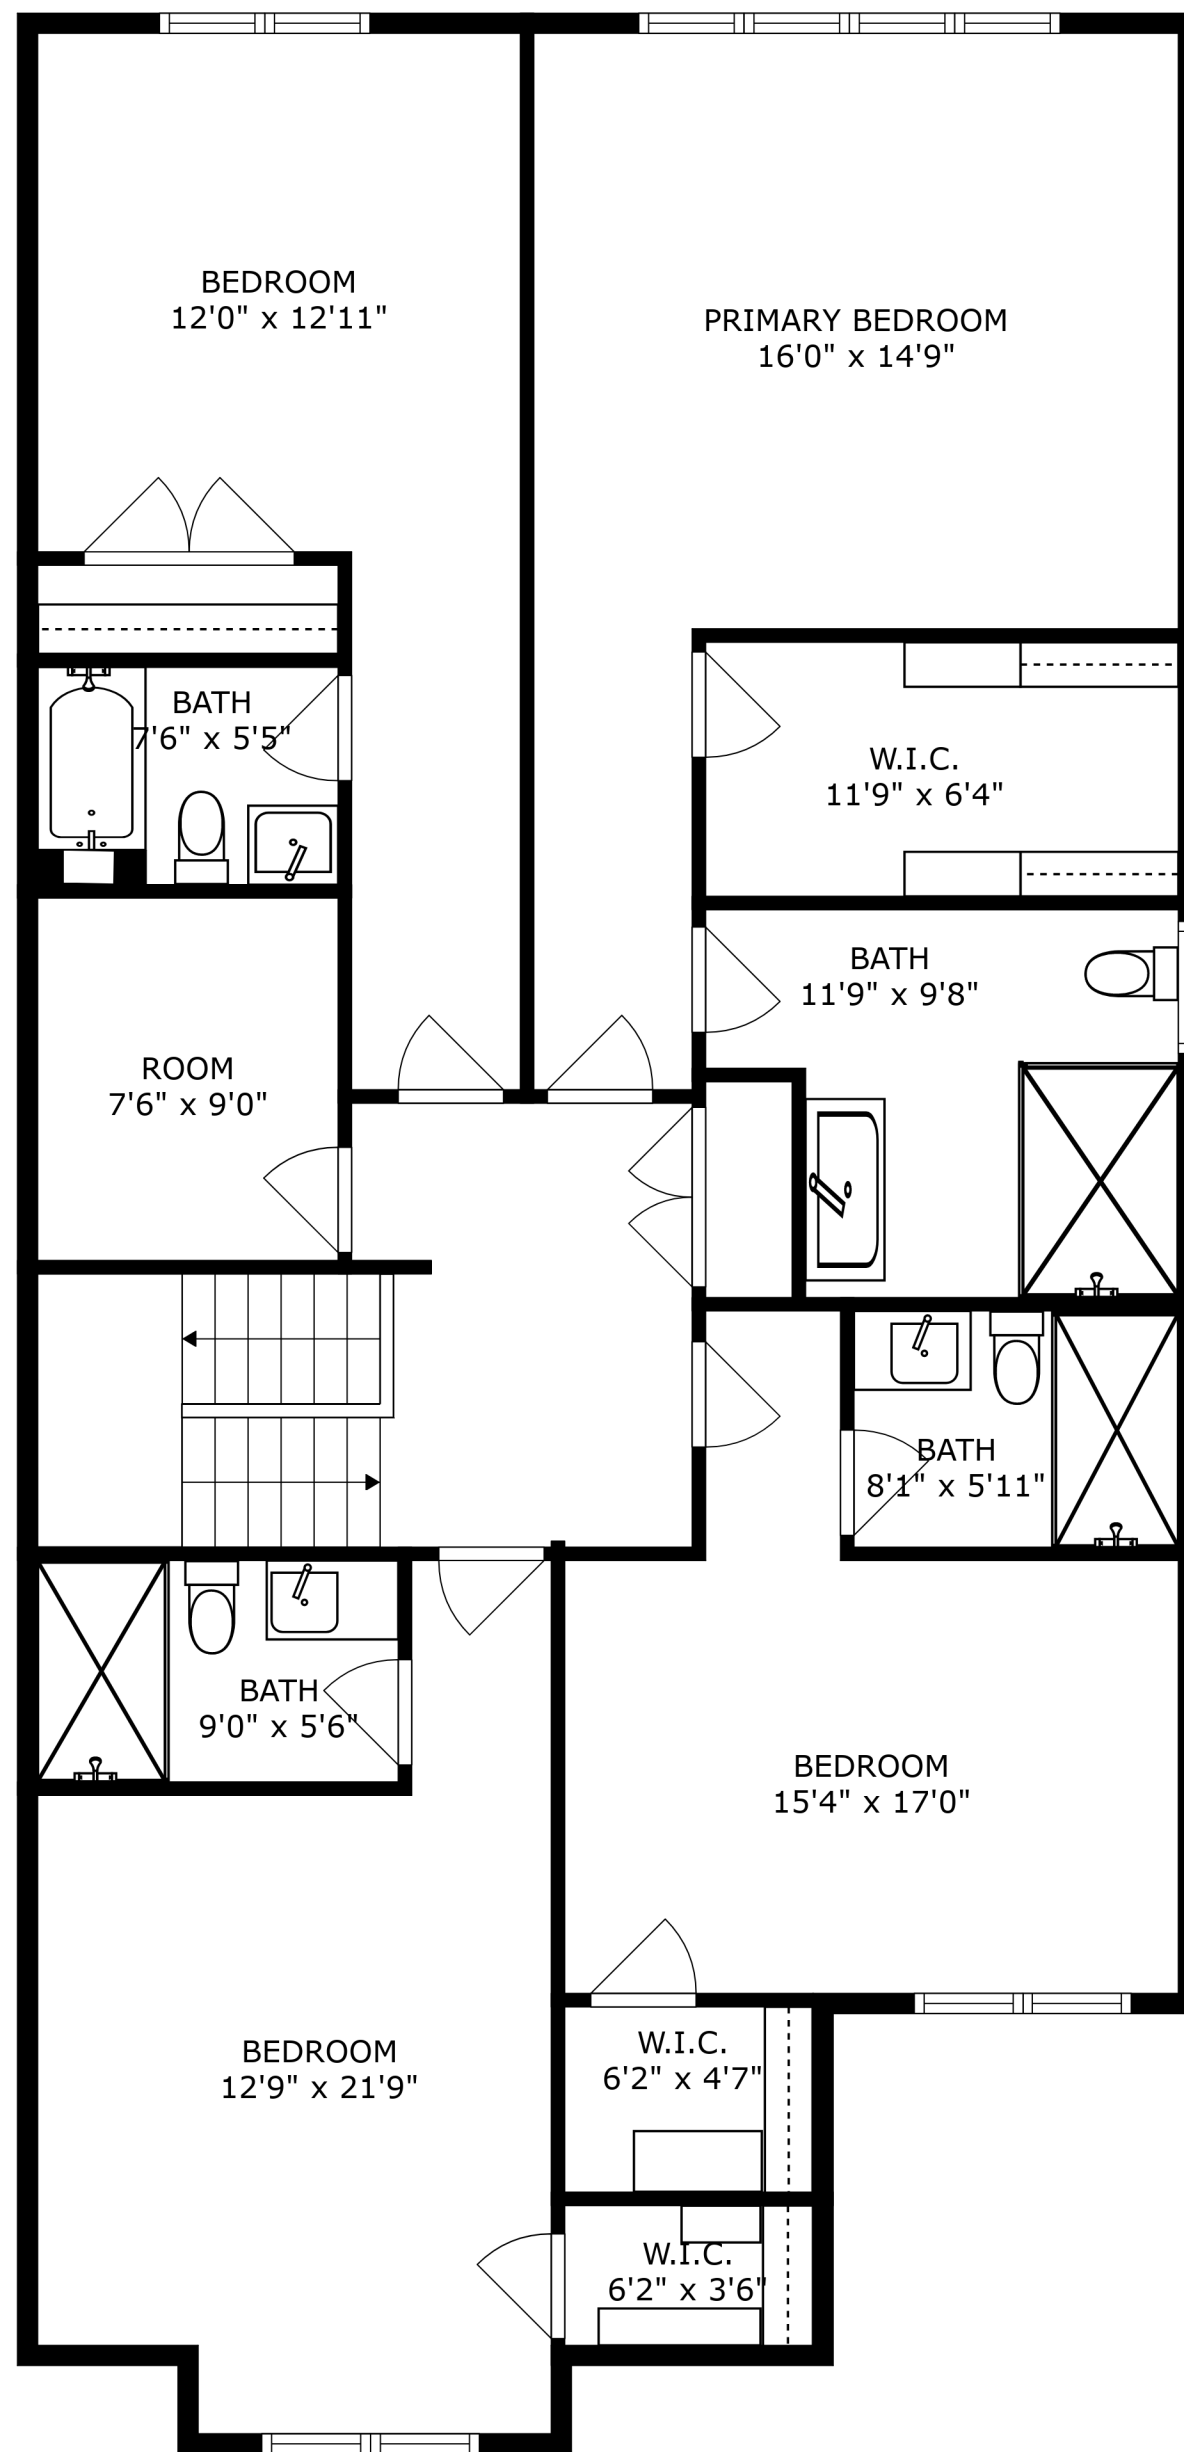 BEDROOM
12'0" x 12'11"
PRIMARY BEDROOM
16'0" x 14'9"
BATH
7'6" x 5'5"
W.I.C.
11'9" x 6'4"
BATH
11'9" x 9'8"
ROOM
7'6" x 9'0"
BATH
8'1" x 5'11"
BATH
9'0" x 5'6"
BEDROOM
15'4" x 17'0"
BEDROOM
12'9" x 21'9"
W.I.C.
6'2" x 4'7"
W.I.C.
6'2" x 3'6"